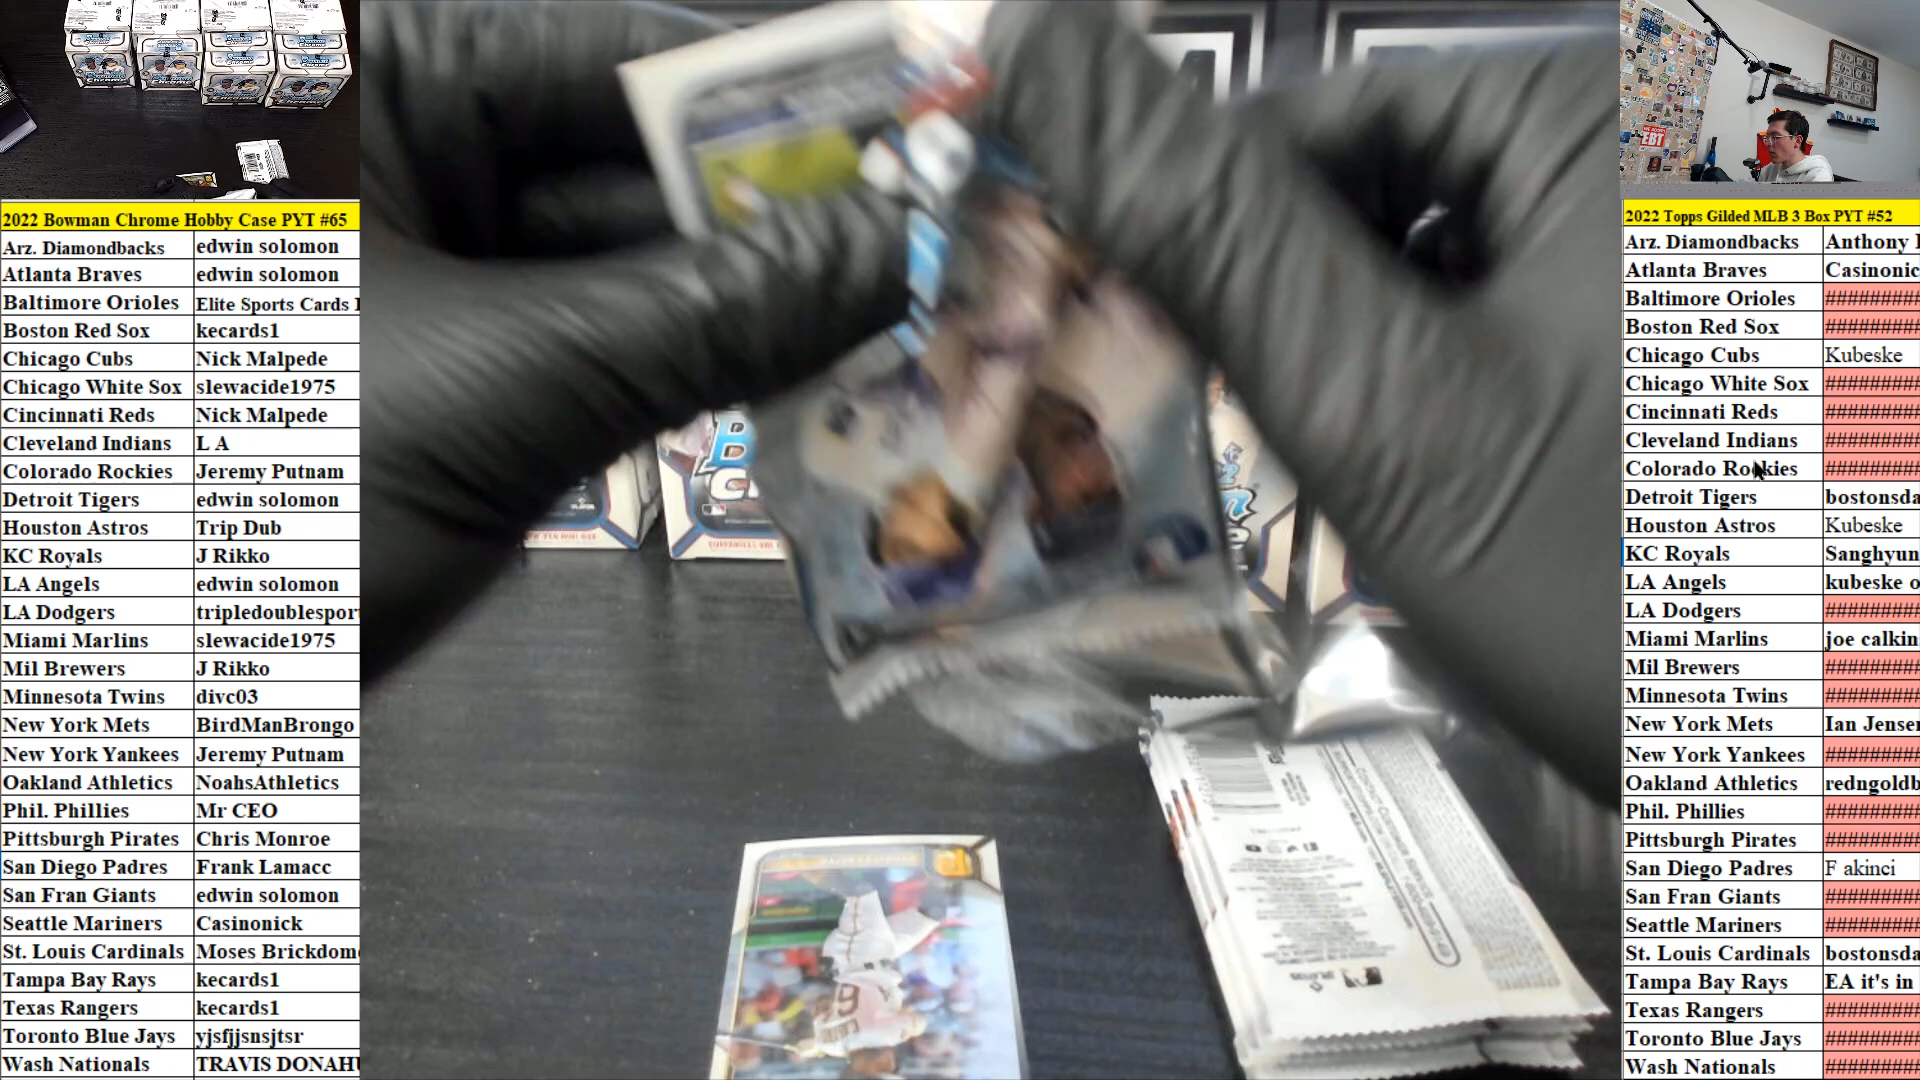 2022 Bowman Chrome Hobby Case PYT #65
Arz. Diamondbacks edwin solomon
Atlanta Braves edwin solomon
Baltimore Orioles Elite Sports Cards
Boston Red Sox kecards1
Chicago Cubs Nick Malpede
Chicago White Sox slewacide1975
Cincinnati Reds Nick Malpede
Cleveland Indians L A
Colorado Rockies Jeremy Putnam
Detroit Tigers edwin solomon
Houston Astros Trip Dub
KC Royals J Rikko
LA Angels edwin solomon
LA Dodgers tripledoublespor
Miami Marlins slewacide1975
Mil Brewers J Rikko
Minnesota Twins divc03
New York Mets BirdManBrongo
New York Yankees Jeremy Putnam
Oakland Athletics NoahsAthletics
Phil. Phillies Mr CEO
Pittsburgh Pirates Chris Monroe
San Diego Padres Frank Lamacc
San Fran Giants edwin solomon
Seattle Mariners Casinonick
St. Louis Cardinals Moses Brickdom
Tampa Bay Rays kecards1
Texas Rangers kecards1
Toronto Blue Jays yjsfjjsnsjtsr
Wash Nationals TRAVIS DONAH
WE ACCEPT
EBT
2022 Topps Gilded MLB 3 Box PYT #52
Arz. Diamondbacks Anthony
Atlanta Braves Casinonic
Baltimore Orioles #########
Boston Red Sox #########
Chicago Cubs Kubeske
Chicago White Sox #########
Cincinnati Reds #########
Cleveland Indians #########
Colorado Rockies #########
Detroit Tigers bostonsda
Houston Astros Kubeske
KC Royals Sanghyun
LA Angels kubeske o
LA Dodgers #########
Miami Marlins joe calkin
Mil Brewers #########
Minnesota Twins #########
New York Mets Ian Jensen
New York Yankees #########
Oakland Athletics redngoldb
Phil. Phillies #########
Pittsburgh Pirates #########
San Diego Padres F akinci
San Fran Giants #########
Seattle Mariners #########
St. Louis Cardinals bostonsda
Tampa Bay Rays EA it's in
Texas Rangers #########
Toronto Blue Jays #########
Wash Nationals #########